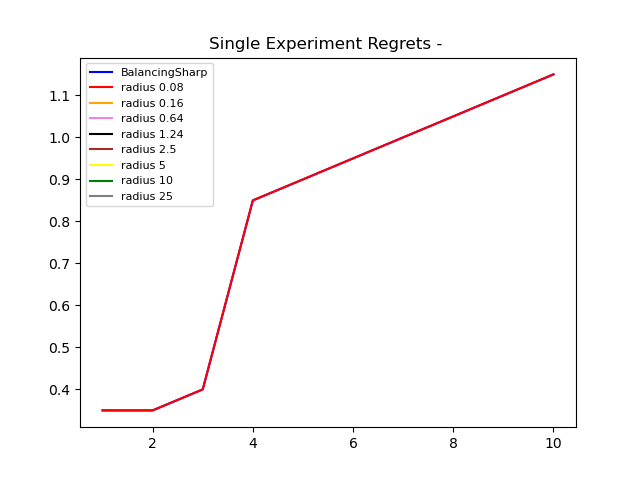 Single Experiment Regrets -
BalancingSharp
radius 0.08
radius 0.16
radius 0.64
radius 1.24
radius 2.5
radius 5
radius 10
radius 25
1.1
1.0
0.9
0.8
0.7
0.6
0.5
0.4
2 4 6 8 10